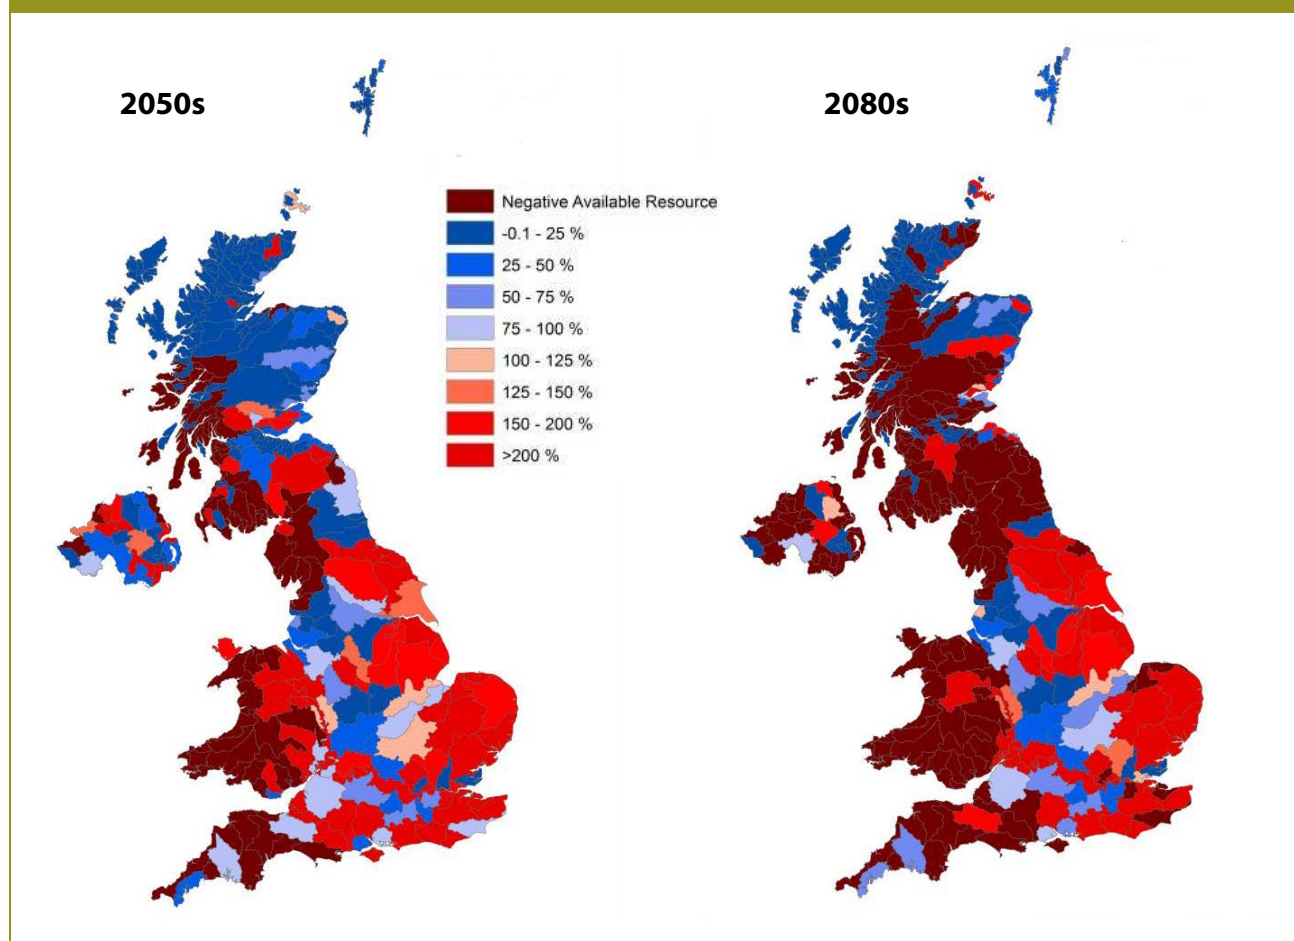 2050s
2080s
Negative Available Resource
-0.1 - 25 %
25 - 50 %
50 - 75 %
75 - 100 %
100 - 125 %
125 - 150 %
150 - 200 %
>200 %